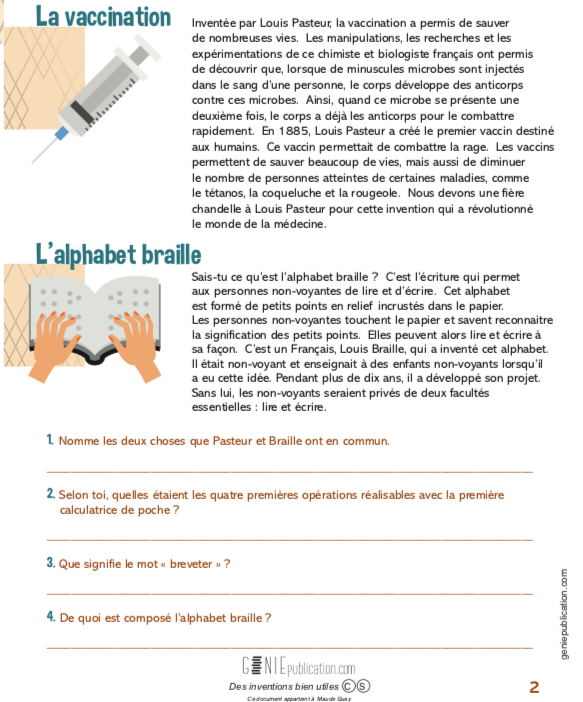 La vaccination
Inventée par Louis Pasteur, la vaccination a permis de sauver
de nombreuses vies. Les manipulations, les recherches et les
expérimentations de ce chimiste et biologiste français ont permis
de découvrir que, lorsque de minuscules microbes sont injectés
dans le sang d'une personne, le corps développe des anticorps
contre ces microbes. Ainsi, quand ce microbe se présente une
deuxième fois, le corps a déjà les anticorps pour le combattre
rapidement. En 1885, Louis Pasteur a créé le premier vaccin destiné
aux humains. Ce vaccin permettait de combattre la rage. Les vaccins
permettent de sauver beaucoup de vies, mais aussi de diminuer
le nombre de personnes atteintes de certaines maladies, comme
le tétanos, la coqueluche et la rougeole. Nous devons une fière
chandelle à Louis Pasteur pour cette invention qui a révolutionné
le monde de la médecine.
L'alphabet braille
Sais-tu ce qu'est l'alphabet braille ? C'est l'écriture qui permet
aux personnes non-voyantes de lire et d'écrire. Cet alphabet
est formé de petits points en relief incrustés dans le papier.
Les personnes non-voyantes touchent le papier et savent reconnaitre
la signification des petits points. Elles peuvent alors lire et écrire à
sa façon. C'est un Français, Louis Braille, qui a inventé cet alphabet.
Il était non-voyant et enseignait à des enfants non-voyants lorsqu'il
a eu cette idée. Pendant plus de dix ans, il a développé son projet.
Sans lui, les non-voyants seraient privés de deux facultés
essentielles : lire et écrire.
1. Nomme les deux choses que Pasteur et Braille ont en commun.
2. Selon toi, quelles étaient les quatre premières opérations réalisables avec la première
calculatrice de poche ?
3. Que signifie le mot « breveter » ?
4. De quoi est composé l'alphabet braille ?
GÉNIEpublication.com
Des inventions bien utiles © Ⓢ
Ce document appartient à Maude Guay
2
geniepublication.com